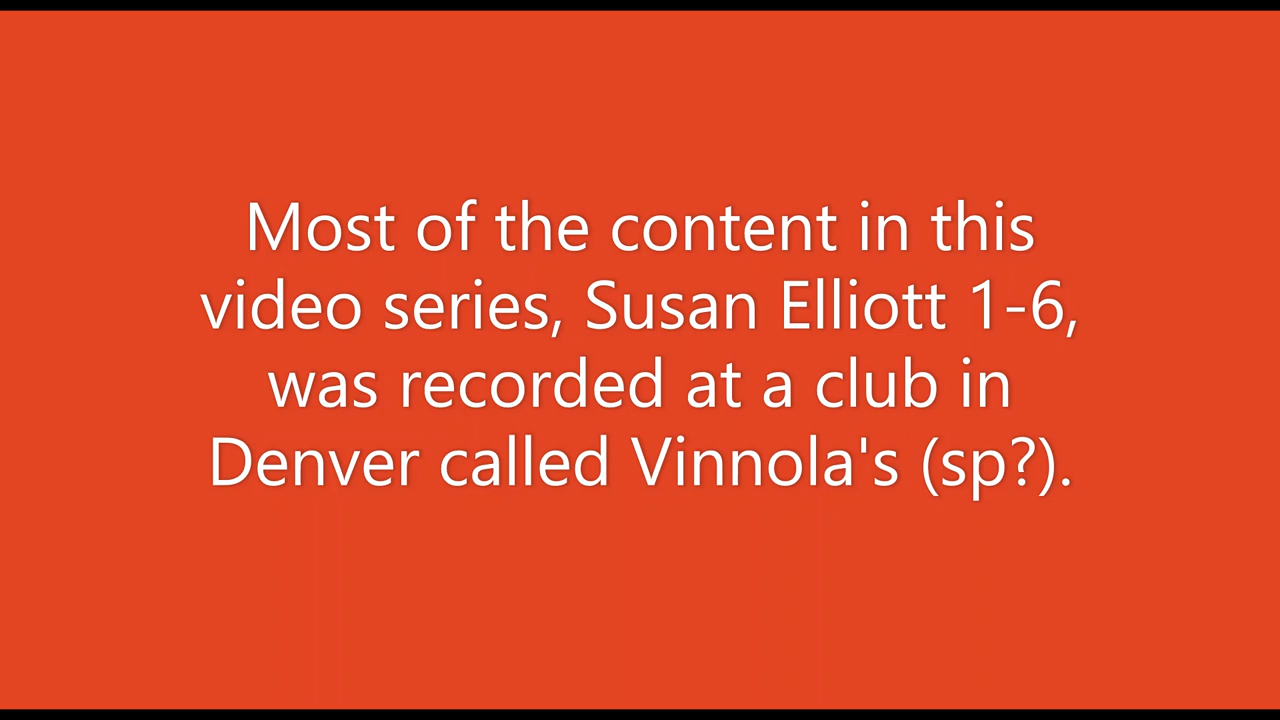 Most of the content in this
video series, Susan Elliott 1-6,
was recorded at a club in
Denver called Vinnola's (sp?).